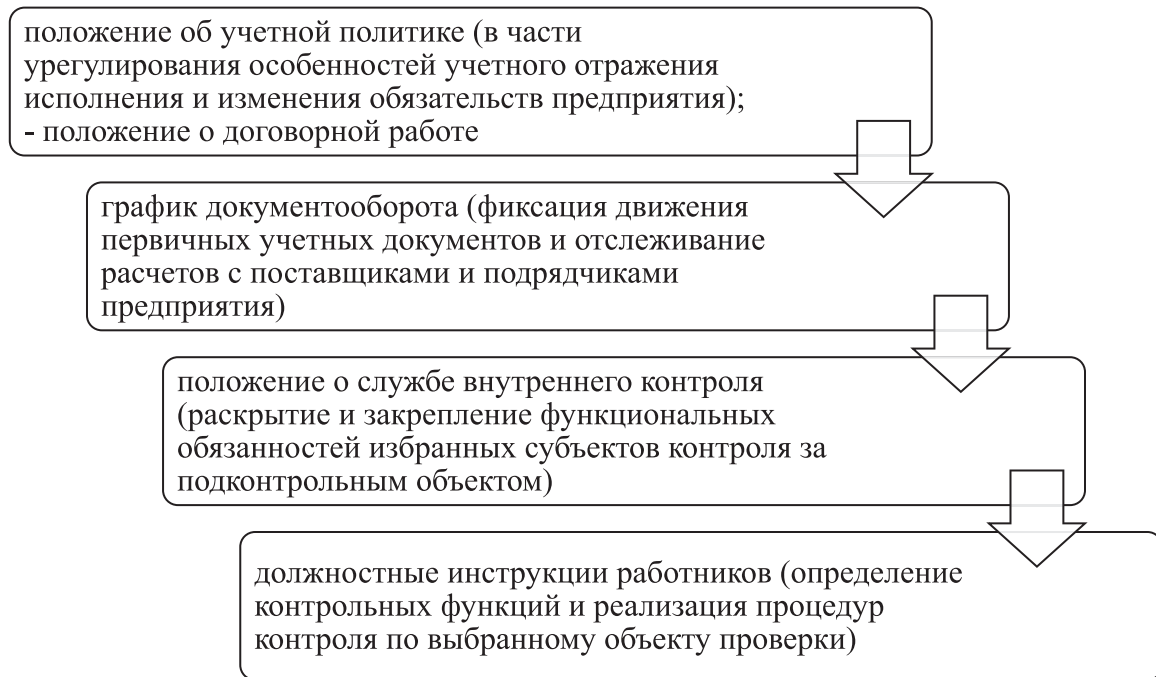 положение об учетной политике (в части
урегулирования особенностей учетного отражения
исполнения и изменения обязательств предприятия);
- положение о договорной работе
график документооборота (фиксация движения
первичных учетных документов и отслеживание
расчетов с поставщиками и подрядчиками
предприятия)
положение о службе внутреннего контроля
(раскрытие и закрепление функциональных
обязанностей избранных субъектов контроля за
подконтрольным объектом)
должностные инструкции работников (определение
контрольных функций и реализация процедур
контроля по выбранному объекту проверки)